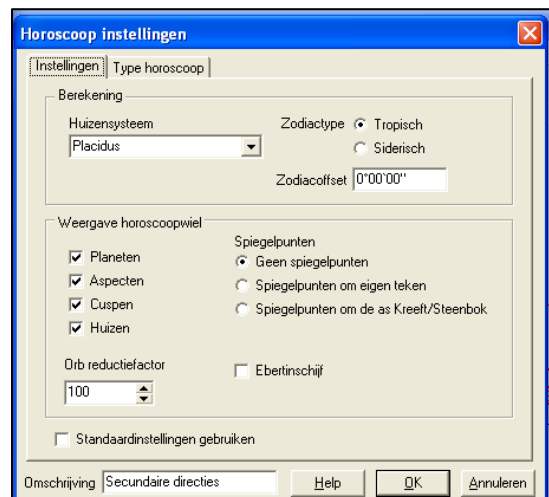 Horoscoop instellingen
Instellingen Type horoscoop
Berekening
Huizensysteem
Placidus
Zodiactype Tropisch
Siderisch
Zodiacoffset 0°00'00"
Weergave horoscoopwiel
Planeten
Aspecten
Cuspen
Huizen
Spiegelpunten
Geen spiegelpunten
Spiegelpunten om eigen teken
Spiegelpunten om de as Kreeft/Steenbok
Orb reductiefactor
100
Ebertinschijf
Standaardinstellingen gebruiken
Omschrijving Secundaire directies Help OK Annuleren